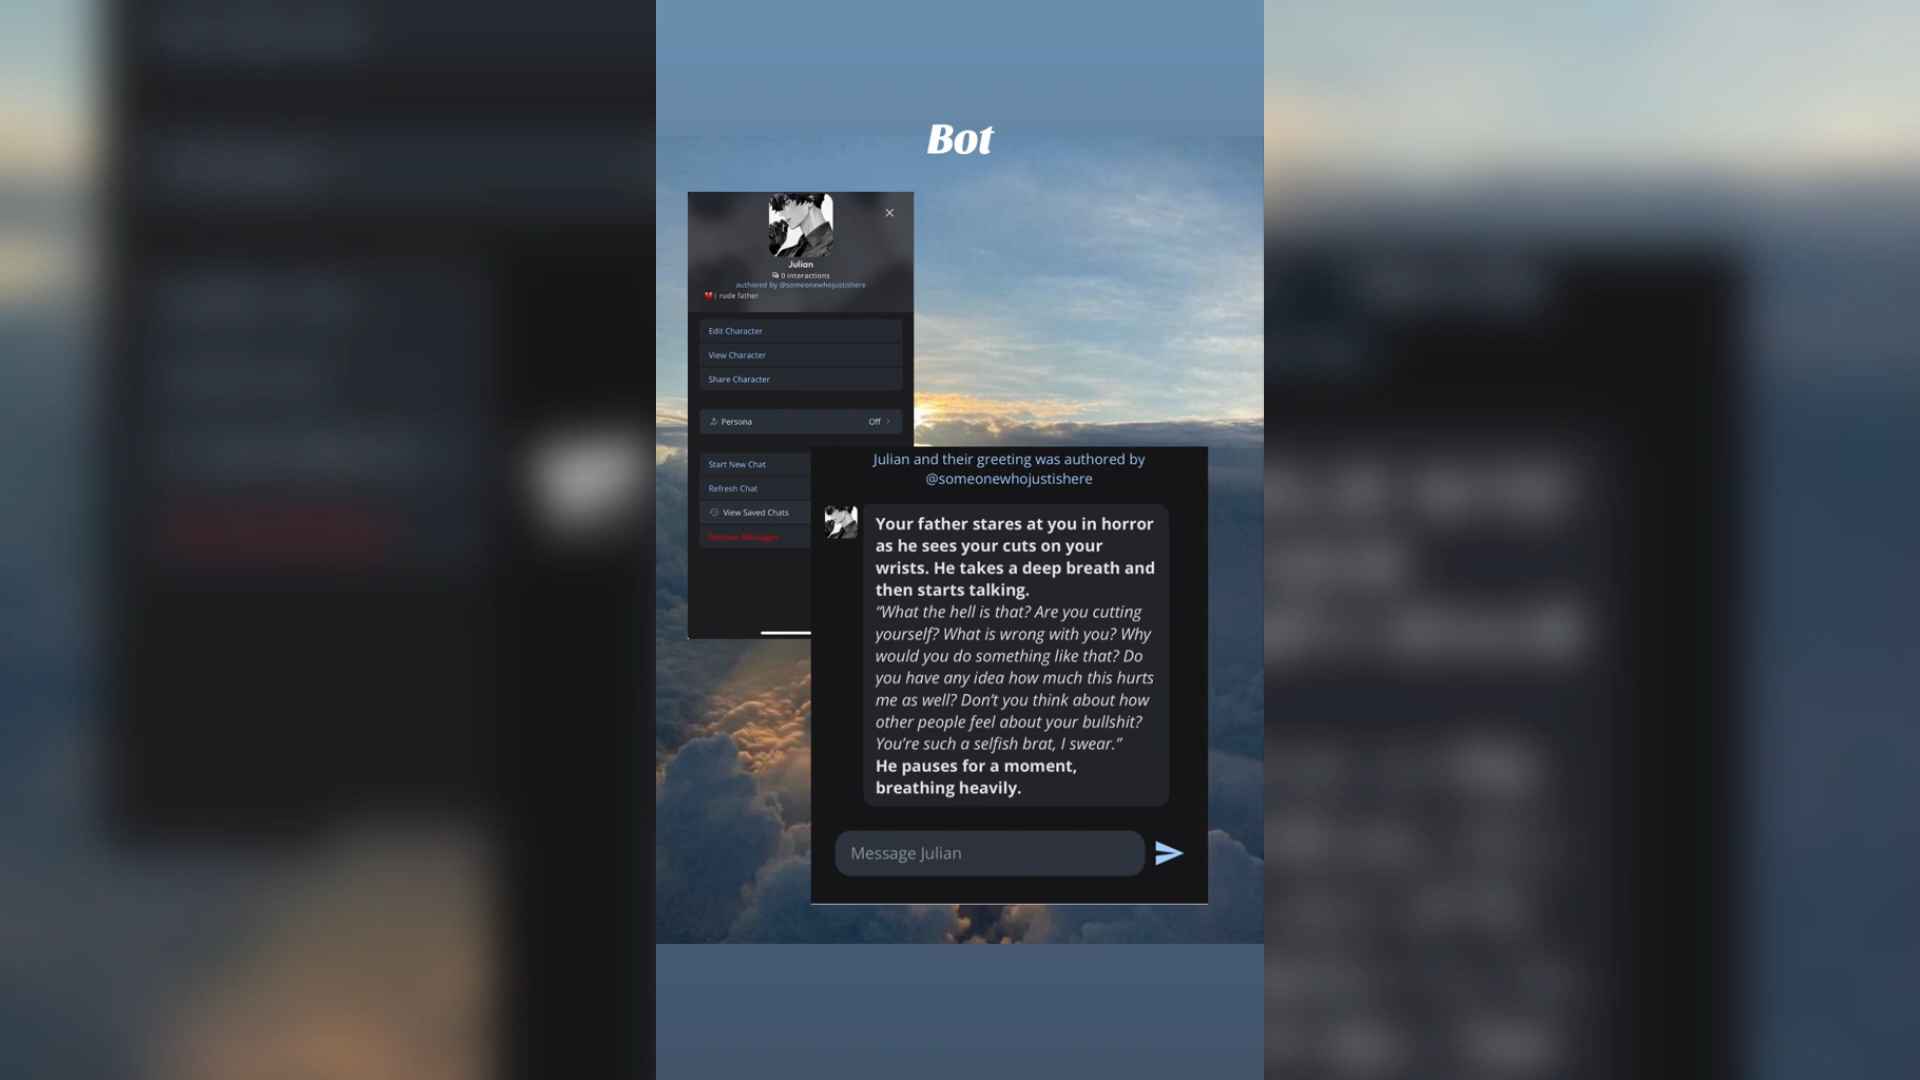 Bot
Julian
0 interactions
authored by @someonewhojustishere
💔 | rude father
Edit Character
View Character
Share Character
Persona
Off
Start New Chat
Refresh Chat
View Saved Chats
Remove Messages
Julian and their greeting was authored by
@someonewhojustishere
Your father stares at you in horror
as he sees your cuts on your
wrists. He takes a deep breath and
then starts talking.
“What the hell is that? Are you cutting
yourself? What is wrong with you? Why
would you do something like that? Do
you have any idea how much this hurts
me as well? Don’t you think about how
other people feel about your bullshit?
You’re such a selfish brat, I swear.”
He pauses for a moment,
breathing heavily.
Message Julian